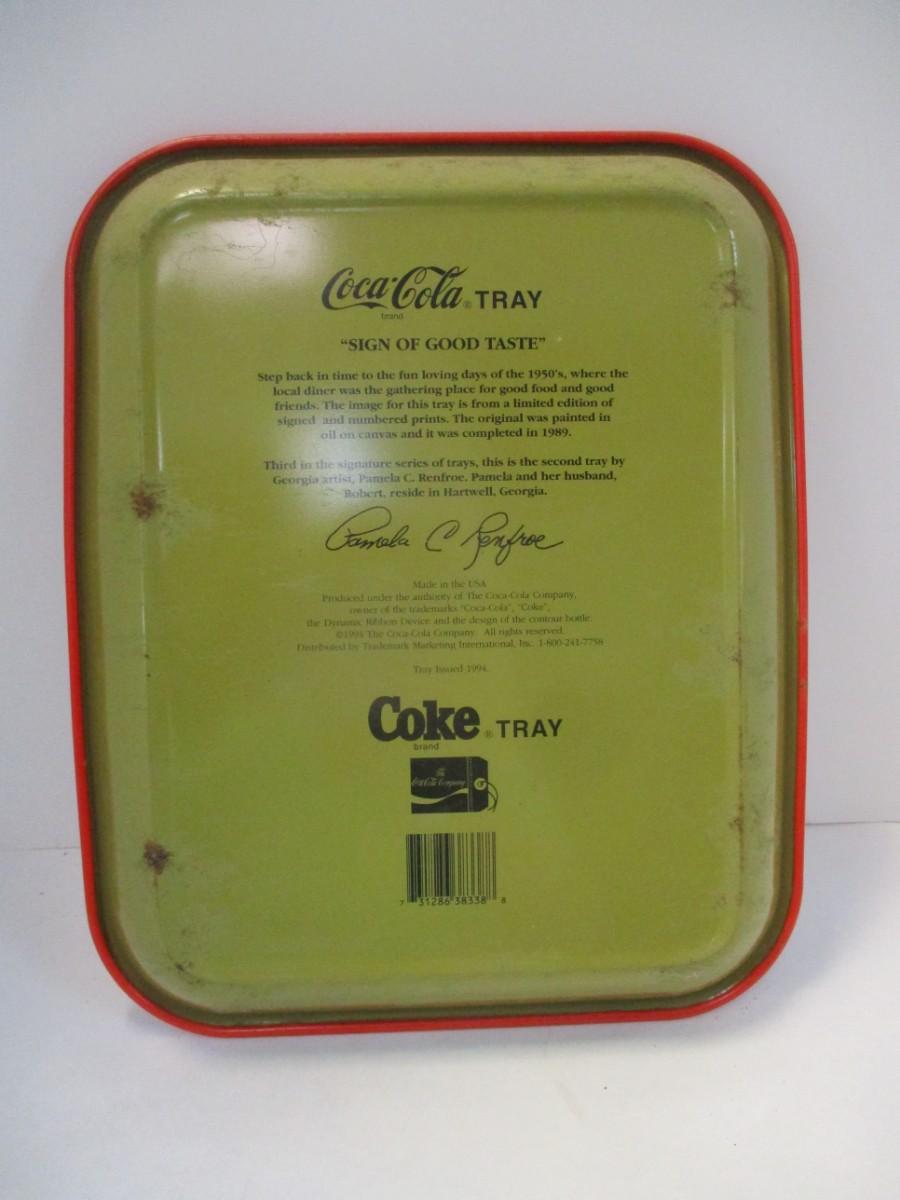 Coca-Cola ® TRAY
brand
“SIGN OF GOOD TASTE”
Step back in time to the fun loving days of the 1950's, where the
local diner was the gathering place for good food and good
friends. The image for this tray is from a limited edition of
signed and numbered prints. The original was painted in
oil on canvas and it was completed in 1989.
Third in the signature series of trays, this is the second tray by
Georgia artist, Pamela C. Renfroe. Pamela and her husband,
Robert, reside in Hartwell, Georgia.
Pamela C Renfroe
Made in the USA
Produced under the authority of The Coca-Cola Company,
owner of the trademarks "Coca-Cola", "Coke",
the Dynamic Ribbon Device and the design of the contour bottle.
©1994 The Coca-Cola Company. All rights reserved.
Distributed by Trademark Marketing International, Inc. 1-800-241-7758
Tray Issued 1994.
Coke ® TRAY
brand
The
Coca-Cola Company
7 31286 38338 8